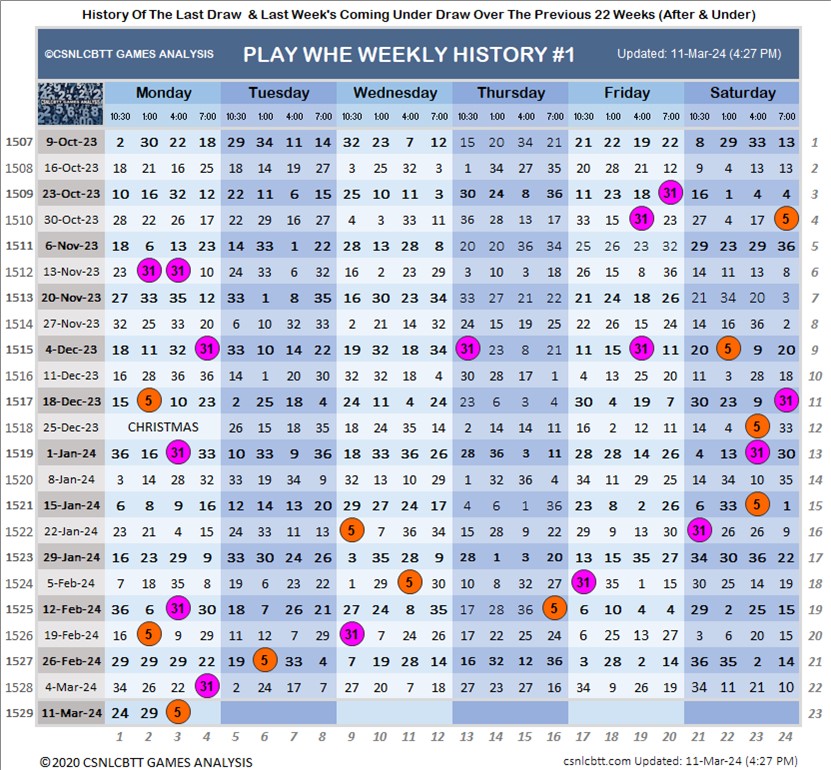 History Of The Last Draw & Last Week's Coming Under Draw Over The Previous 22 Weeks (After & Under)
©CSNLCBTT GAMES ANALYSIS PLAY WHE WEEKLY HISTORY #1 Updated: 11-Mar-24 (4:27 PM)
CSNLCBTT GAMES ANALYSIS
Monday Tuesday Wednesday Thursday Friday Saturday
10:30 1:00 4:00 7:00 10:30 1:00 4:00 7:00 10:30 1:00 4:00 7:00 10:30 1:00 4:00 7:00 10:30 1:00 4:00 7:00 10:30 1:00 4:00 7:00
1507 9-Oct-23 2 30 22 18 29 34 11 14 32 23 7 12 15 20 34 21 21 22 19 22 8 29 33 13 1
1508 16-Oct-23 18 21 16 25 18 14 19 27 3 25 32 3 1 34 27 35 20 28 21 12 9 4 13 13 2
1509 23-Oct-23 10 16 32 12 22 11 6 15 25 10 11 3 30 24 8 36 11 23 18 31 16 1 4 4 3
1510 30-Oct-23 28 22 26 17 22 29 16 27 4 3 33 11 36 28 13 17 33 15 31 23 27 4 17 5 4
1511 6-Nov-23 18 6 13 23 14 33 1 22 28 13 28 8 20 20 36 34 25 26 23 32 29 23 29 36 5
1512 13-Nov-23 23 31 31 10 24 33 6 32 16 2 23 29 3 10 3 18 26 15 8 36 14 11 13 8 6
1513 20-Nov-23 27 33 35 12 33 1 8 35 16 30 23 34 33 27 21 22 21 24 18 26 21 34 20 3 7
1514 27-Nov-23 32 25 33 20 6 10 32 33 2 21 14 32 24 15 19 25 22 26 15 24 14 16 36 2 8
1515 4-Dec-23 18 11 32 31 33 10 14 22 19 32 18 34 31 23 8 21 11 15 31 11 20 5 9 20 9
1516 11-Dec-23 16 28 36 36 14 1 20 30 32 32 18 4 30 28 17 1 4 13 25 20 11 28 18 10
1517 18-Dec-23 15 5 10 23 2 25 18 4 24 11 4 24 23 6 3 4 30 4 19 7 30 23 9 31 11
1518 25-Dec-23 CHRISTMAS 26 15 18 35 18 24 35 14 2 14 14 11 16 2 12 11 14 4 5 33 12
1519 1-Jan-24 36 16 31 13 10 33 9 36 18 33 36 26 28 36 3 11 28 28 14 26 4 13 31 30 13
1520 8-Jan-24 3 14 28 32 33 19 34 9 32 13 10 29 1 32 36 4 34 8 3 28 14 34 10 35 14
1521 15-Jan-24 6 8 9 16 12 14 13 20 29 27 24 17 4 6 1 36 23 8 2 26 6 33 5 1 15
1522 22-Jan-24 23 21 4 15 24 33 11 13 5 7 36 34 15 28 9 22 29 9 13 30 31 26 26 9 16
1523 29-Jan-24 16 23 29 9 33 30 24 26 3 35 28 9 28 1 3 20 13 15 35 27 34 30 36 22 17
1524 5-Feb-24 7 18 35 8 19 6 23 22 1 29 5 30 10 8 32 27 31 35 1 15 30 25 14 19 18
1525 12-Feb-24 36 6 31 30 18 7 26 21 27 24 8 35 17 28 36 5 6 10 4 4 29 2 25 15 19
1526 19-Feb-24 16 5 9 29 11 12 7 29 31 7 24 26 17 22 25 24 6 25 13 27 3 6 20 15 20
1527 26-Feb-24 29 29 29 22 19 5 33 4 7 19 28 14 16 32 12 36 3 28 2 14 36 35 2 14 21
1528 4-Mar-24 34 26 22 31 2 24 17 7 27 20 7 18 27 23 27 16 34 9 26 19 34 11 21 10 22
1529 11-Mar-24 24 29 5 23
1 2 3 4 5 6 7 8 9 10 11 12 13 14 15 16 17 18 19 20 21 22 23 24
©2020 CSNLCBTT GAMES ANALYSIS csnlcbtt.com Updated: 11-Mar-24 (4:27 PM)